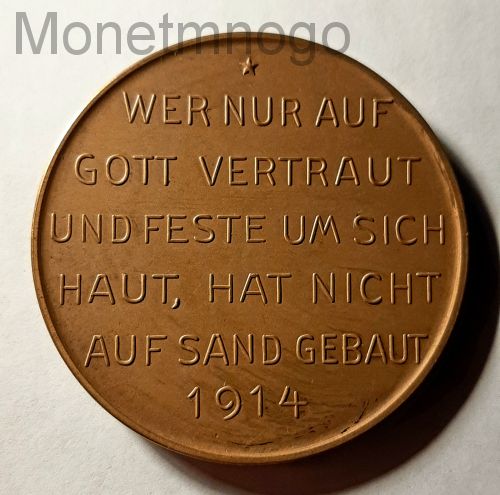 Monetmnogo
WER NUR AUF
GOTT VERTRAUT
UND FESTE UM SICH
HAUT, HAT NICHT
AUF SAND GEBAUT
1914